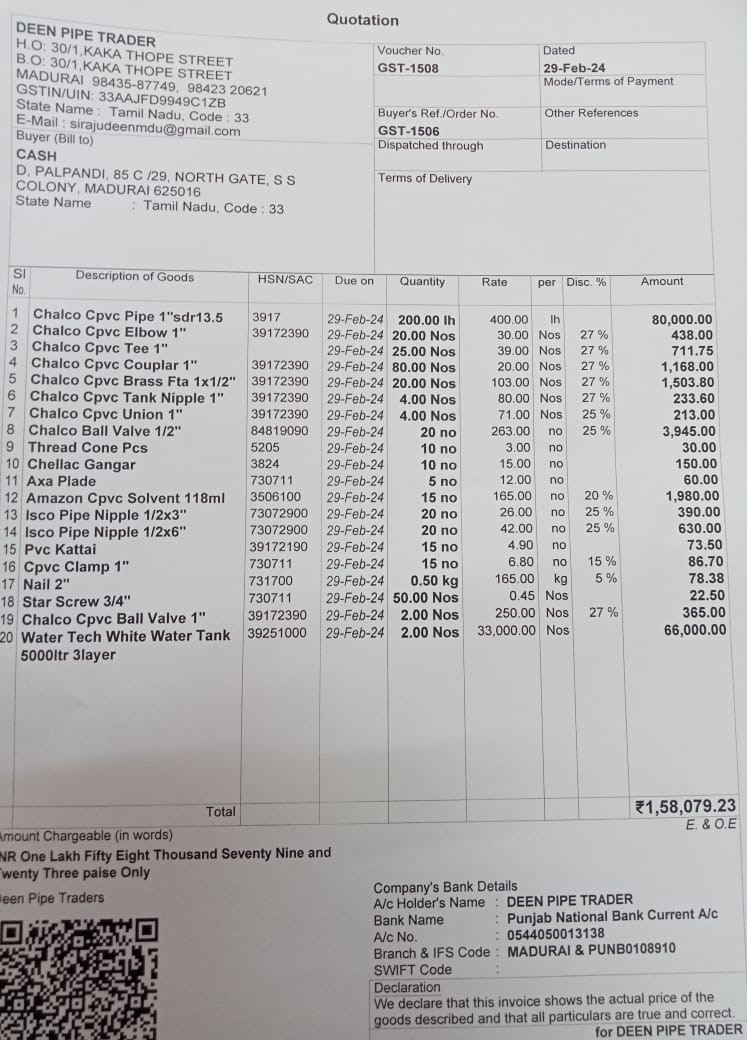 Quotation
DEEN PIPE TRADER
H.O: 30/1,KAKA THOPE STREET
B.O: 30/1,KAKA THOPE STREET
MADURAI 98435-87749, 98423 20621
GSTIN/UIN: 33AAJFD9949C1ZB
State Name : Tamil Nadu, Code : 33
E-Mail : sirajudeenmdu@gmail.com
Buyer (Bill to)
CASH
D, PALPANDI, 85 C /29, NORTH GATE, S S
COLONY, MADURAI 625016
State Name : Tamil Nadu, Code : 33
Voucher No. Dated
GST-1508 29-Feb-24
Mode/Terms of Payment
Buyer's Ref./Order No. Other References
GST-1506
Dispatched through Destination
Terms of Delivery
Sl No. Description of Goods HSN/SAC Due on Quantity Rate per Disc. % Amount
1 Chalco Cpvc Pipe 1"sdr13.5 3917 29-Feb-24 200.00 lh 400.00 lh 80,000.00
2 Chalco Cpvc Elbow 1" 39172390 29-Feb-24 20.00 Nos 30.00 Nos 27 % 438.00
3 Chalco Cpvc Tee 1" 29-Feb-24 25.00 Nos 39.00 Nos 27 % 711.75
4 Chalco Cpvc Couplar 1" 39172390 29-Feb-24 80.00 Nos 20.00 Nos 27 % 1,168.00
5 Chalco Cpvc Brass Fta 1x1/2" 39172390 29-Feb-24 20.00 Nos 103.00 Nos 27 % 1,503.80
6 Chalco Cpvc Tank Nipple 1" 39172390 29-Feb-24 4.00 Nos 80.00 Nos 27 % 233.60
7 Chalco Cpvc Union 1" 39172390 29-Feb-24 4.00 Nos 71.00 Nos 25 % 213.00
8 Chalco Ball Valve 1/2" 84819090 29-Feb-24 20 no 263.00 no 25 % 3,945.00
9 Thread Cone Pcs 5205 29-Feb-24 10 no 3.00 no 30.00
10 Chellac Gangar 3824 29-Feb-24 10 no 15.00 no 150.00
11 Axa Plade 730711 29-Feb-24 5 no 12.00 no 60.00
12 Amazon Cpvc Solvent 118ml 3506100 29-Feb-24 15 no 165.00 no 20 % 1,980.00
13 Isco Pipe Nipple 1/2x3" 73072900 29-Feb-24 20 no 26.00 no 25 % 390.00
14 Isco Pipe Nipple 1/2x6" 73072900 29-Feb-24 20 no 42.00 no 25 % 630.00
15 Pvc Kattai 39172190 29-Feb-24 15 no 4.90 no 73.50
16 Cpvc Clamp 1" 730711 29-Feb-24 15 no 6.80 no 15 % 86.70
17 Nail 2" 731700 29-Feb-24 0.50 kg 165.00 kg 5 % 78.38
18 Star Screw 3/4" 730711 29-Feb-24 50.00 Nos 0.45 Nos 22.50
19 Chalco Cpvc Ball Valve 1" 39172390 29-Feb-24 2.00 Nos 250.00 Nos 27 % 365.00
20 Water Tech White Water Tank 39251000 29-Feb-24 2.00 Nos 33,000.00 Nos 66,000.00
5000ltr 3layer
Total ₹1,58,079.23
E. & O.E
Amount Chargeable (in words)
NR One Lakh Fifty Eight Thousand Seventy Nine and
Twenty Three paise Only
Deen Pipe Traders
Company's Bank Details
A/c Holder's Name : DEEN PIPE TRADER
Bank Name : Punjab National Bank Current A/c
A/c No. : 0544050013138
Branch & IFS Code : MADURAI & PUNB0108910
SWIFT Code :
Declaration
We declare that this invoice shows the actual price of the
goods described and that all particulars are true and correct.
for DEEN PIPE TRADER